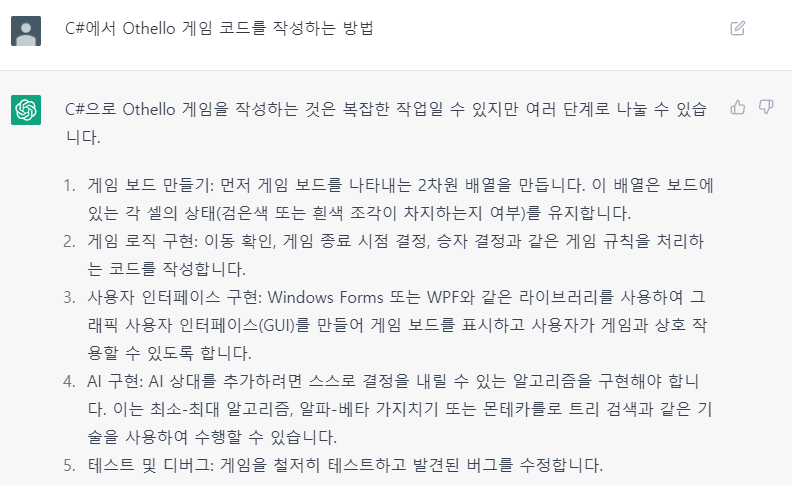 C#에서 Othello 게임 코드를 작성하는 방법
C#으로 Othello 게임을 작성하는 것은 복잡한 작업일 수 있지만 여러 단계로 나눌 수 있습
니다.
1. 게임 보드 만들기: 먼저 게임 보드를 나타내는 2차원 배열을 만듭니다. 이 배열은 보드에
있는 각 셀의 상태(검은색 또는 흰색 조각이 차지하는지 여부)를 유지합니다.
2. 게임 로직 구현: 이동 확인, 게임 종료 시점 결정, 승자 결정과 같은 게임 규칙을 처리하
는 코드를 작성합니다.
3. 사용자 인터페이스 구현: Windows Forms 또는 WPF와 같은 라이브러리를 사용하여 그
래픽 사용자 인터페이스(GUI)를 만들어 게임 보드를 표시하고 사용자가 게임과 상호 작
용할 수 있도록 합니다.
4. AI 구현: AI 상대를 추가하려면 스스로 결정을 내릴 수 있는 알고리즘을 구현해야 합니
다. 이는 최소-최대 알고리즘, 알파-베타 가지치기 또는 몬테카를로 트리 검색과 같은 기
술을 사용하여 수행할 수 있습니다.
5. 테스트 및 디버그: 게임을 철저히 테스트하고 발견된 버그를 수정합니다.